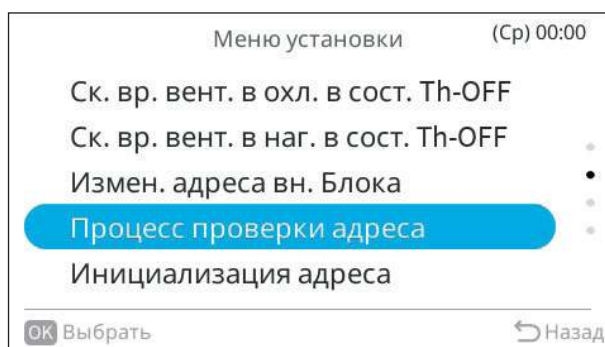 Меню установки
(Ср) 00:00
Ск. вр. вент. в охл. в сост. Th-OFF
Ск. вр. вент. в наг. в сост. Th-OFF
Измен. адреса вн. Блока
Процесс проверки адреса
Инициализация адреса
OK Выбрать
Назад